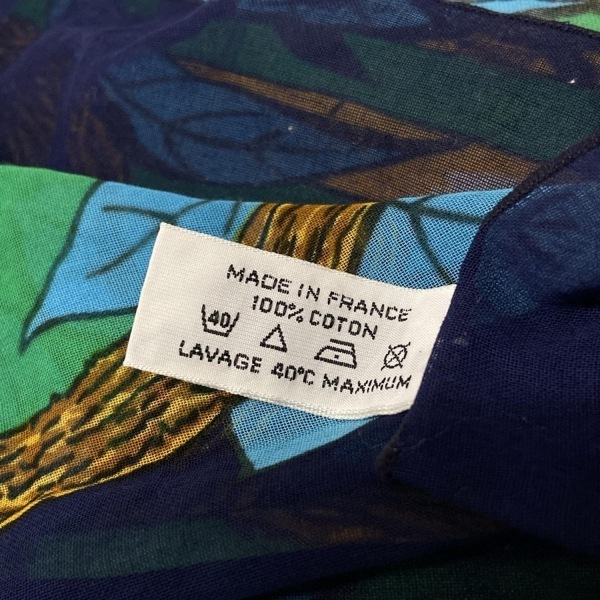 MADE IN FRANCE
100% COTON
40
LAVAGE 40°C MAXIMUM